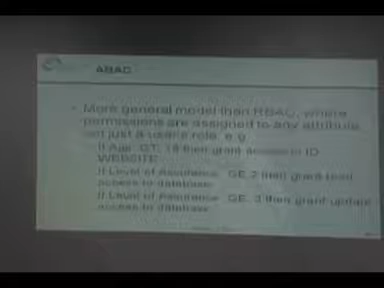 ABAC
More general model than RBAC, where
permissions are assigned to any attribute
not just a users role, e.g.
If Age .GT. 18 then grant access to ID
WEBSITE
If Level of Assurance .GE. 2 then grant read
access to database
If Level of Assurance .GE. 3 then grant update
access to database